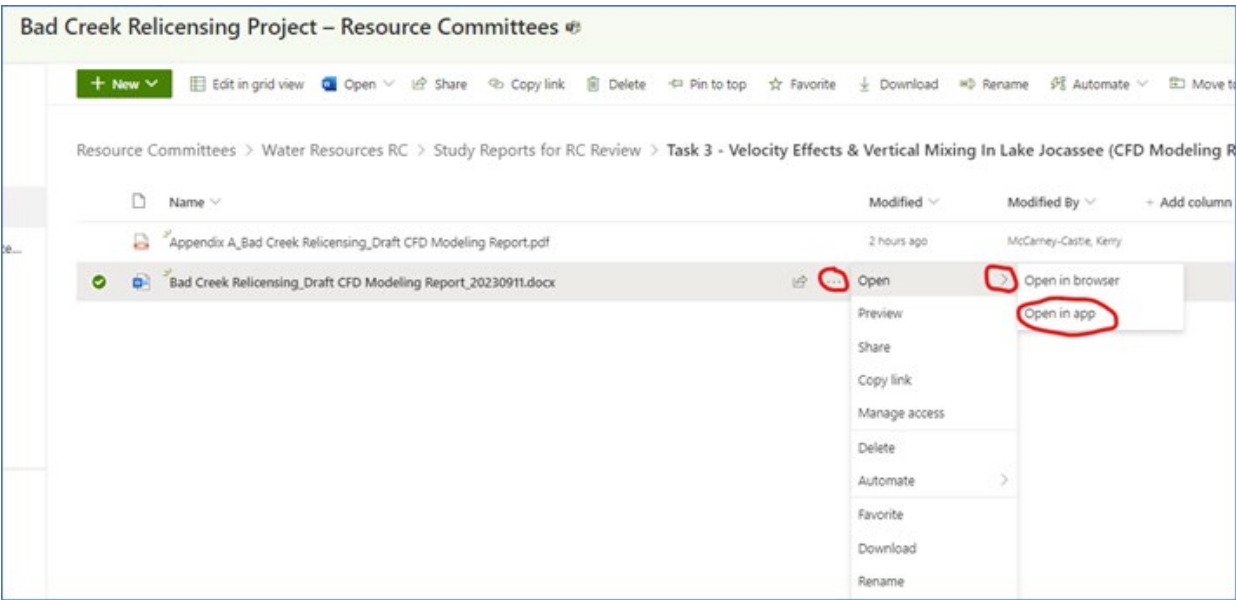 Bad Creek Relicensing Project – Resource Committees
+ New Edit in grid view Open Share Copy link Delete Pin to top Favorite Download Rename Automate Move
Resource Committees > Water Resources RC > Study Reports for RC Review > Task 3 - Velocity Effects & Vertical Mixing In Lake Jocassee (CFD Modeling R
Name Modified Modified By + Add column
Appendix A_Bad Creek Relicensing_Draft CFD Modeling Report.pdf 2 hours ago McCarney-Castle, Kerry
Bad Creek Relicensing_Draft CFD Modeling Report_20230911.docx ... Open > Open in browser
Preview Open in app
Share
Copy link
Manage access
Delete
Automate >
Favorite
Download
Rename